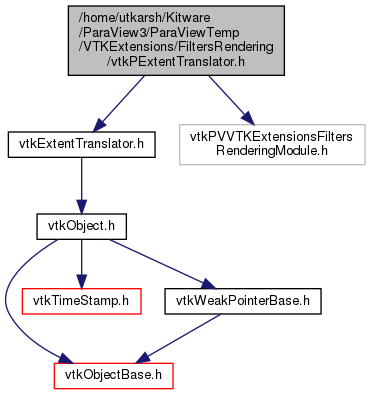 /home/utkarsh/Kitware
/ParaView3/ParaViewTemp
/VTKExtensions/FiltersRendering
/vtkPExtentTranslator.h
vtkExtentTranslator.h
vtkPVVTKExtensionsFilters
RenderingModule.h
vtkObject.h
vtkTimeStamp.h
vtkWeakPointerBase.h
vtkObjectBase.h